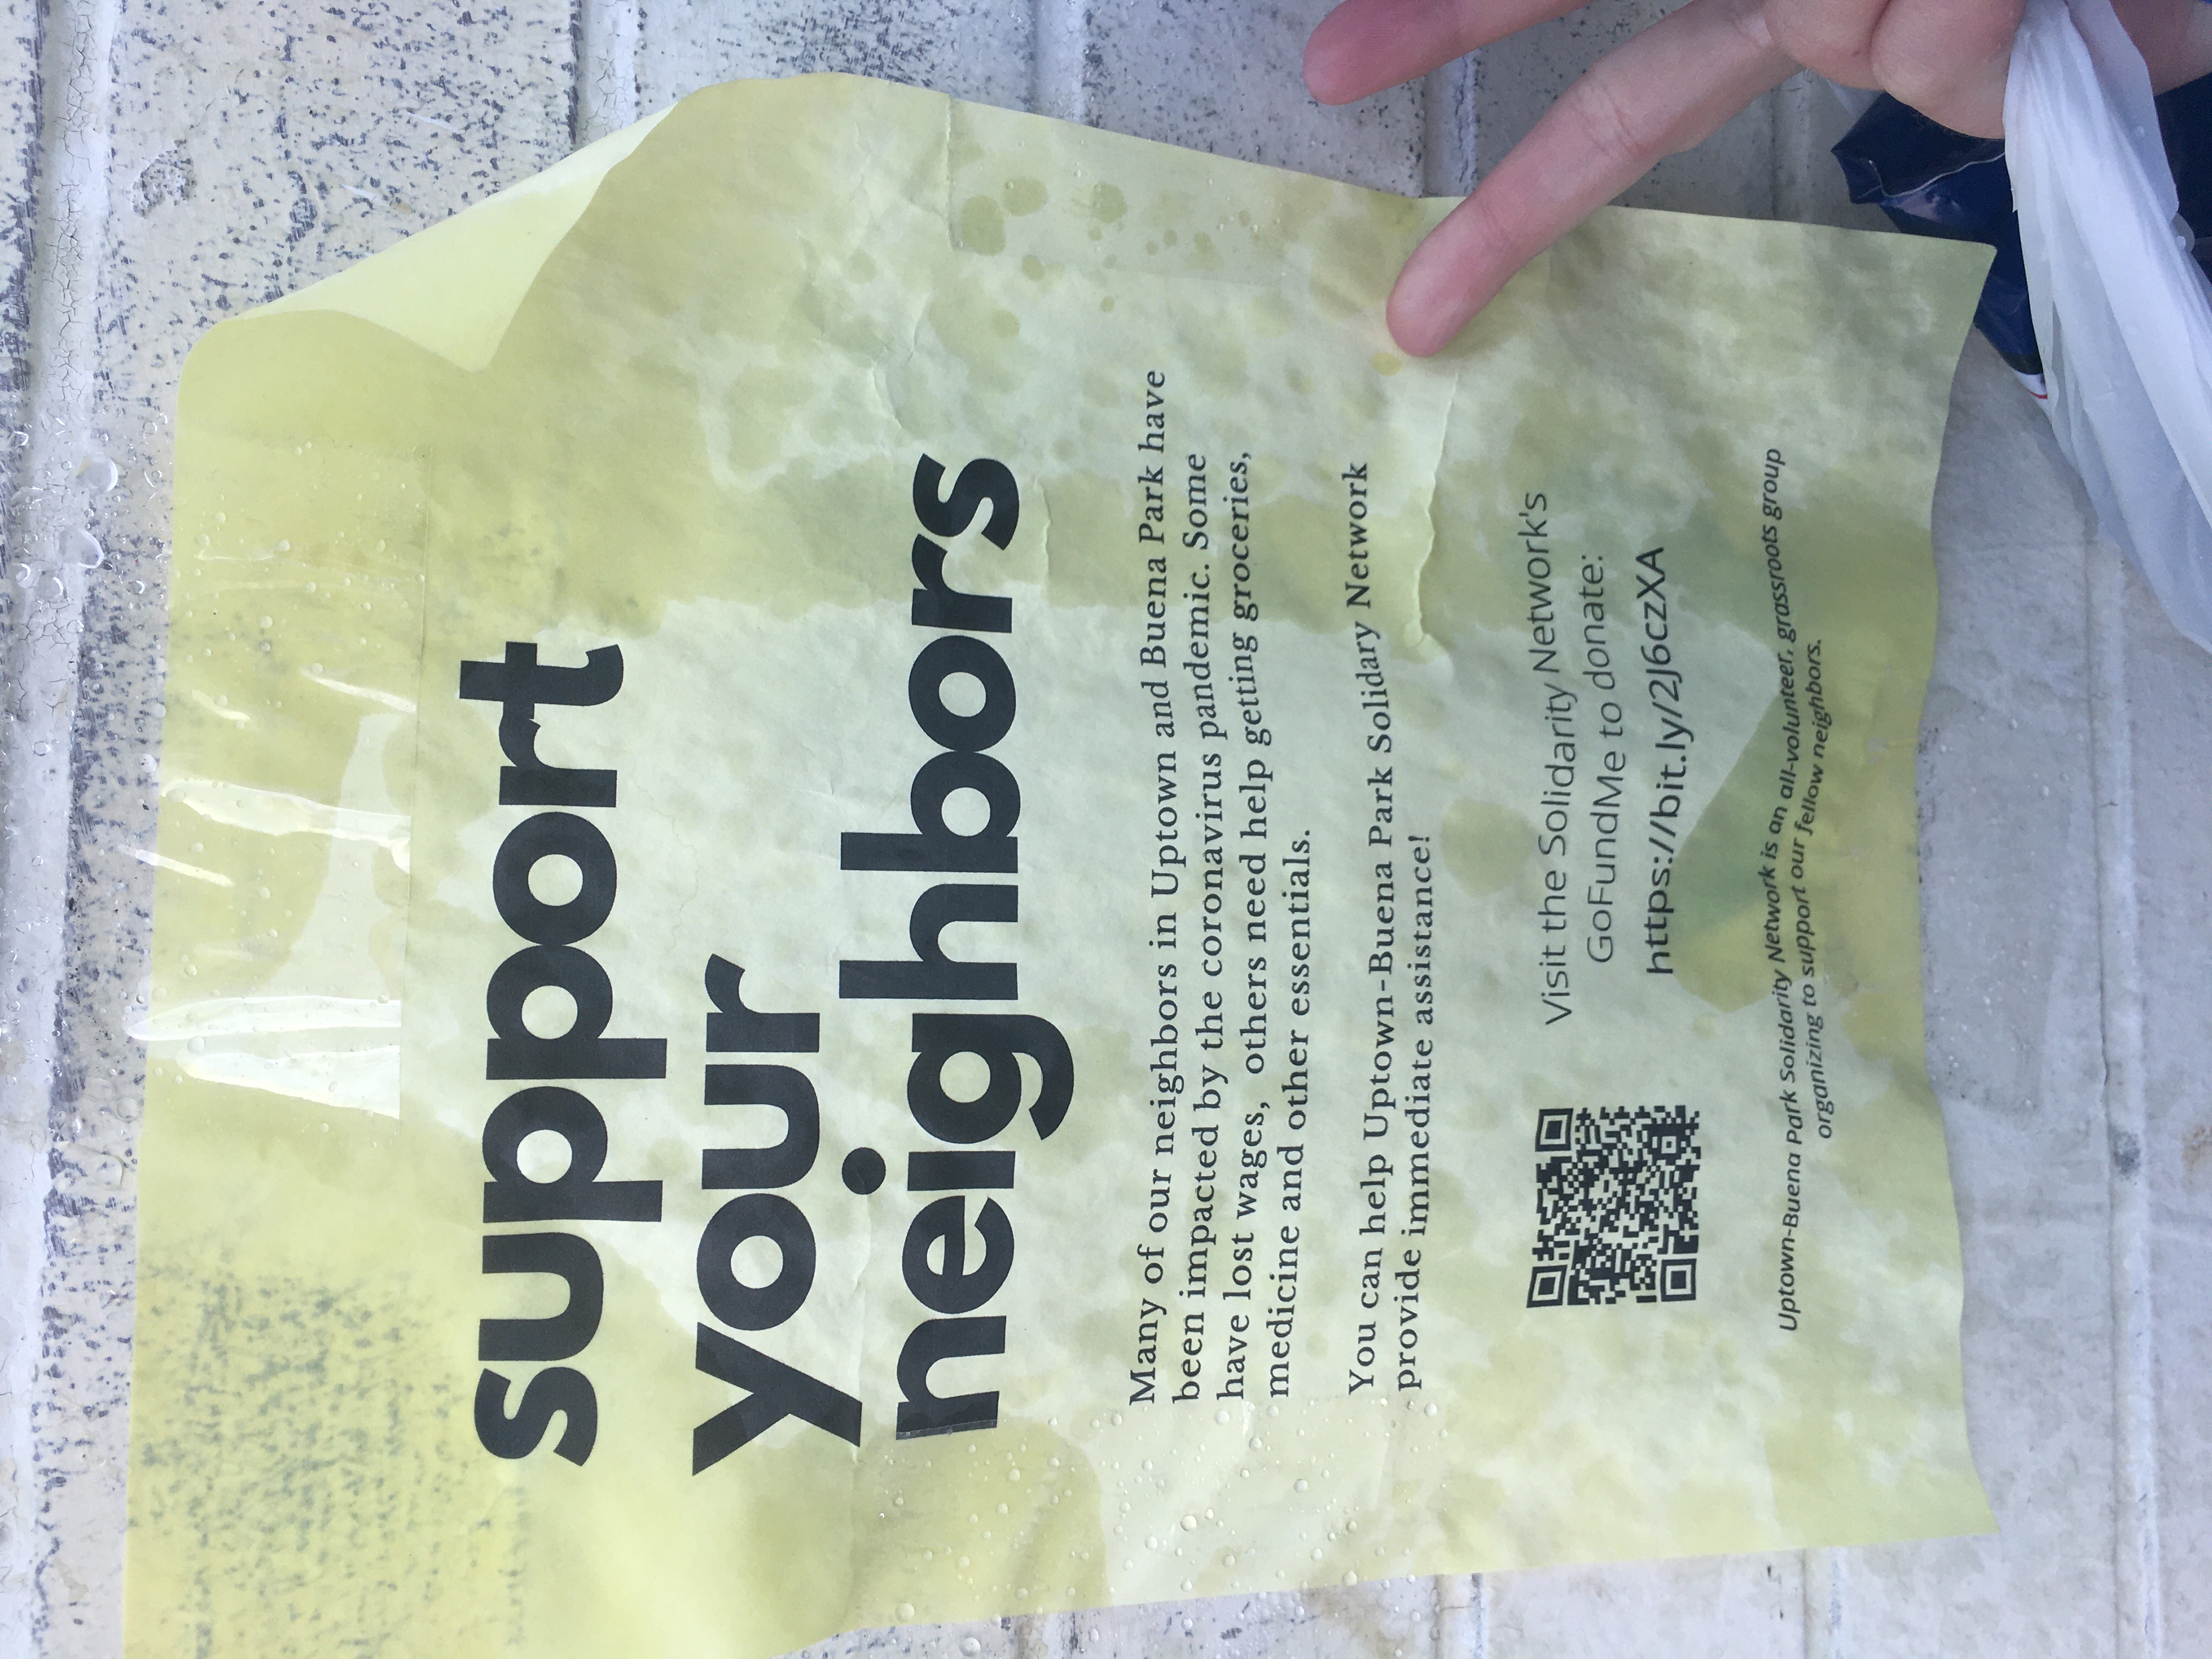 support
your
neighbors
Many of our neighbors in Uptown and Buena Park have
been impacted by the coronavirus pandemic. Some
have lost wages, others need help getting groceries,
medicine and other essentials.
You can help Uptown-Buena Park Solidary Network
provide immediate assistance!
Visit the Solidarity Network's
GoFundMe to donate:
https://bit.ly/2J6czXA
Uptown-Buena Park Solidarity Network is an all-volunteer, grassroots group
organizing to support our fellow neighbors.